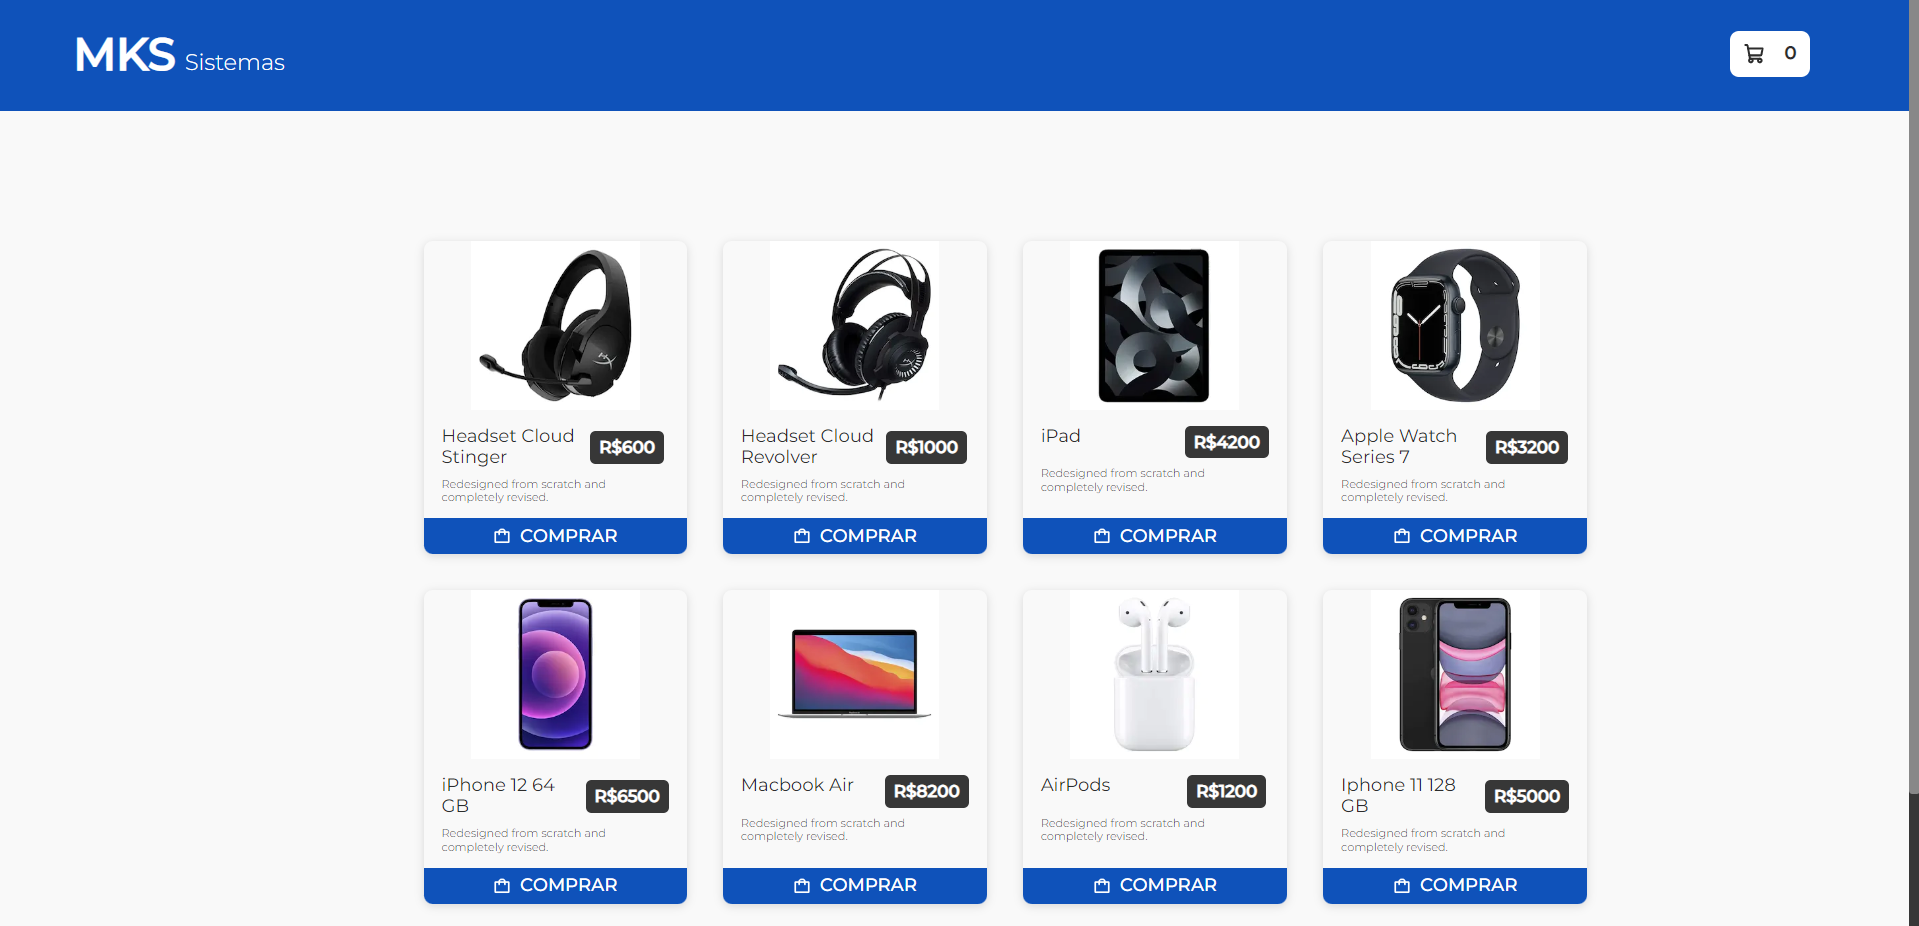 MKS Sistemas
0
Headset Cloud
Stinger
R$600
Redesigned from scratch and
completely revised.
COMPRAR
Headset Cloud
Revolver
R$1000
Redesigned from scratch and
completely revised.
COMPRAR
iPad
R$4200
Redesigned from scratch and
completely revised.
COMPRAR
Apple Watch
Series 7
R$3200
Redesigned from scratch and
completely revised.
COMPRAR
iPhone 12 64
GB
R$6500
Redesigned from scratch and
completely revised.
COMPRAR
Macbook Air
R$8200
Redesigned from scratch and
completely revised.
COMPRAR
AirPods
R$1200
Redesigned from scratch and
completely revised.
COMPRAR
Iphone 11 128
GB
R$5000
Redesigned from scratch and
completely revised.
COMPRAR